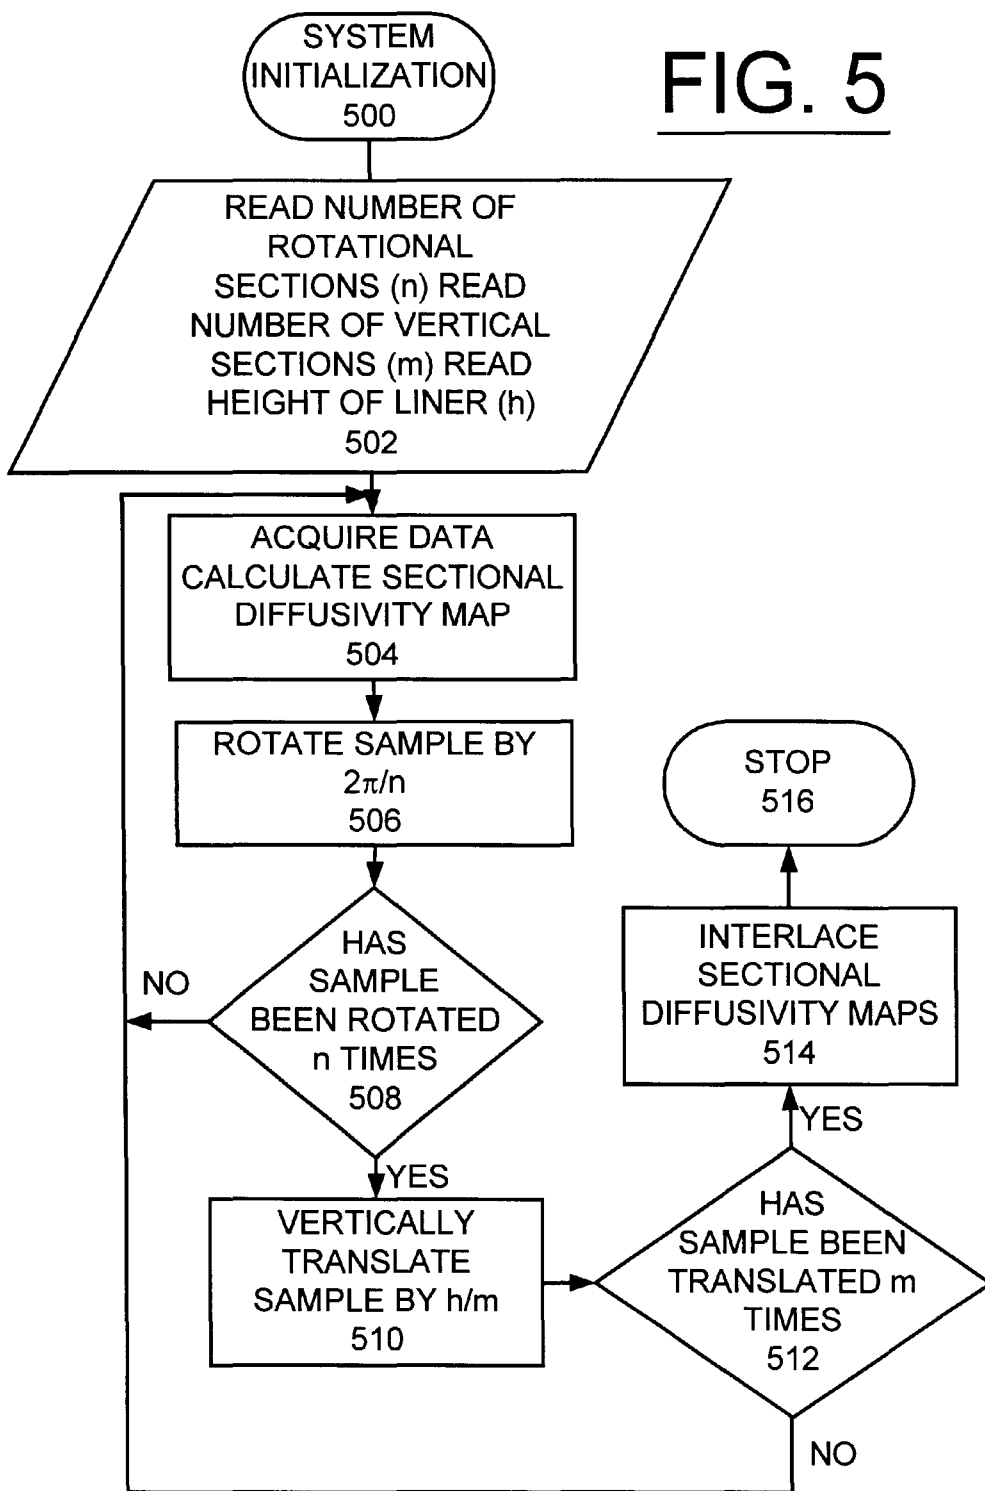 SYSTEM
INITIALIZATION
500
FIG. 5
READ NUMBER OF
ROTATIONAL
SECTIONS (n) READ
NUMBER OF VERTICAL
SECTIONS (m) READ
HEIGHT OF LINER (h)
502
ACQUIRE DATA
CALCULATE SECTIONAL
DIFFUSIVITY MAP
504
ROTATE SAMPLE BY
2π/n
506
HAS
SAMPLE
BEEN ROTATED
n TIMES
508
NO
YES
VERTICALLY
TRANSLATE
SAMPLE BY h/m
510
HAS
SAMPLE BEEN
TRANSLATED m
TIMES
512
NO
YES
INTERLACE
SECTIONAL
DIFFUSIVITY MAPS
514
STOP
516